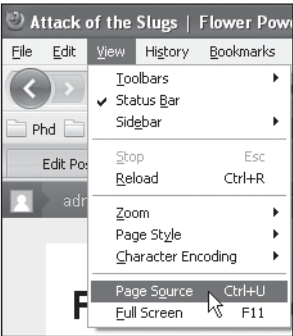 Attack of the Slugs | Flower Pow
File Edit View History Bookmarks
Toolbars
Status Bar
Sidebar
Phd
Stop Esc
Edit Po
Reload Ctrl+R
adr
Zoom
Page Style
Character Encoding
Page Source Ctrl+U
F
Full Screen F11